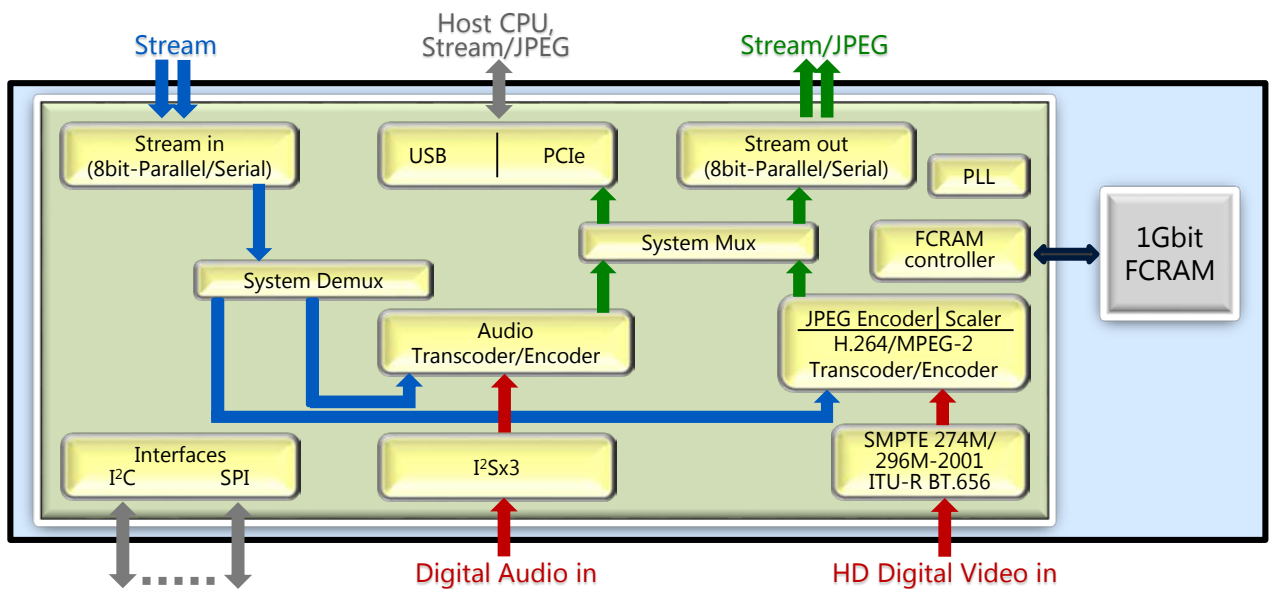 Stream
Host CPU,
Stream/JPEG
Stream/JPEG
Stream in
(8bit-Parallel/Serial)
USB
PCIe
Stream out
(8bit-Parallel/Serial)
PLL
System Mux
FCRAM
controller
1Gbit
FCRAM
System Demux
Audio
Transcoder/Encoder
JPEG Encoder| Scaler
H.264/MPEG-2
Transcoder/Encoder
Interfaces
I²C
SPI
I²Sx3
SMPTE 274M/
296M-2001
ITU-R BT.656
Digital Audio in
HD Digital Video in